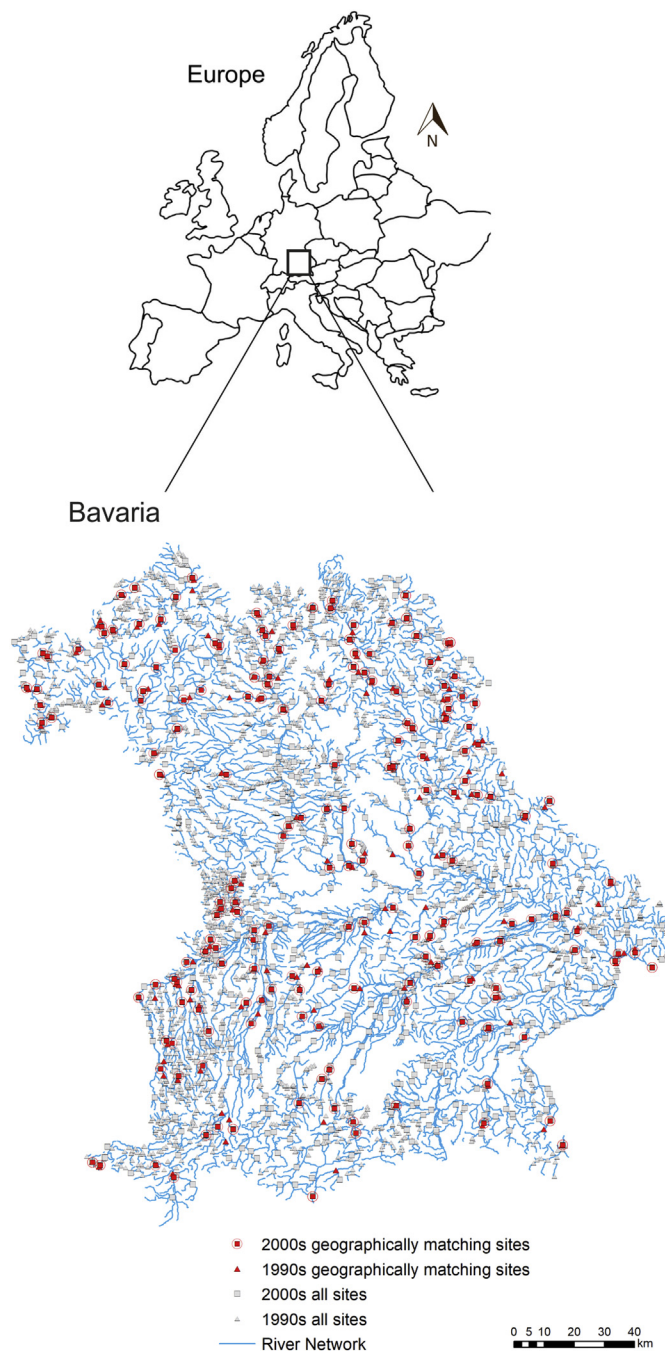 Europe
N
Bavaria
2000s geographically matching sites
1990s geographically matching sites
2000s all sites
1990s all sites
River Network
0 5 10 20 30 40
km